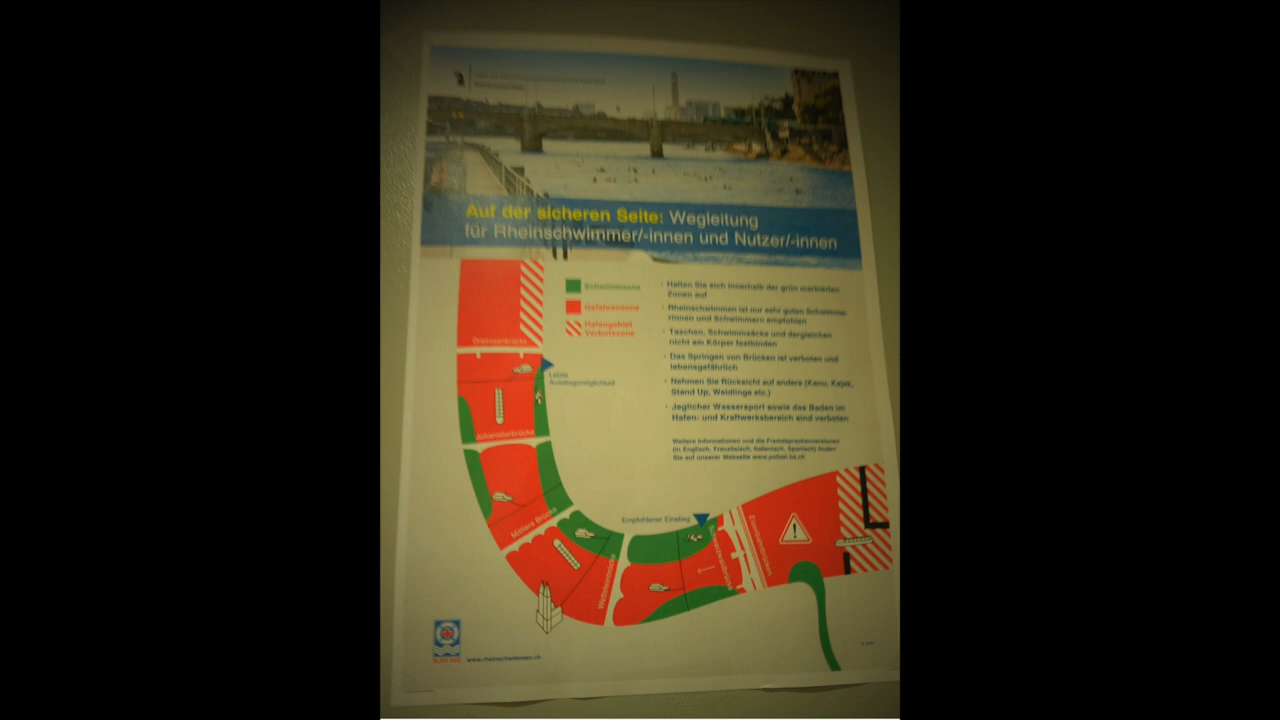 Auf der sicheren Seite: Wegleitung
für Rheinschwimmer/-innen und Nutzer/-innen
Schwimmzone
Gefahrenzone
Hafengebiet
Verbotszone
· Halten Sie sich innerhalb der grün markierten
Zonen auf
· Rheinschwimmen ist nur sehr guten Schwimme-
rinnen und Schwimmern empfohlen
· Taschen, Schwimmsäcke und dergleichen
nicht am Körper festbinden
· Das Springen von Brücken ist verboten und
lebensgefährlich
· Nehmen Sie Rücksicht auf andere (Kanu, Kajak,
Stand Up, Weidlinge etc.)
· Jeglicher Wassersport sowie das Baden im
Hafen- und Kraftwerksbereich sind verboten
Weitere Informationen und die Fremdsprachenversionen
(in Englisch, Französisch, Italienisch, Spanisch) finden
Sie auf unserer Webseite www.polizei.bs.ch
Dreirosenbrücke
Letzte
Ausstiegsmöglichkeit
Johanniterbrücke
Mittlere Brücke
Wettsteinbrücke
Empfohlener Einstieg
Schwarzwaldbrücke
Eisenbahnbrücken
www.rheinschwimmen.ch